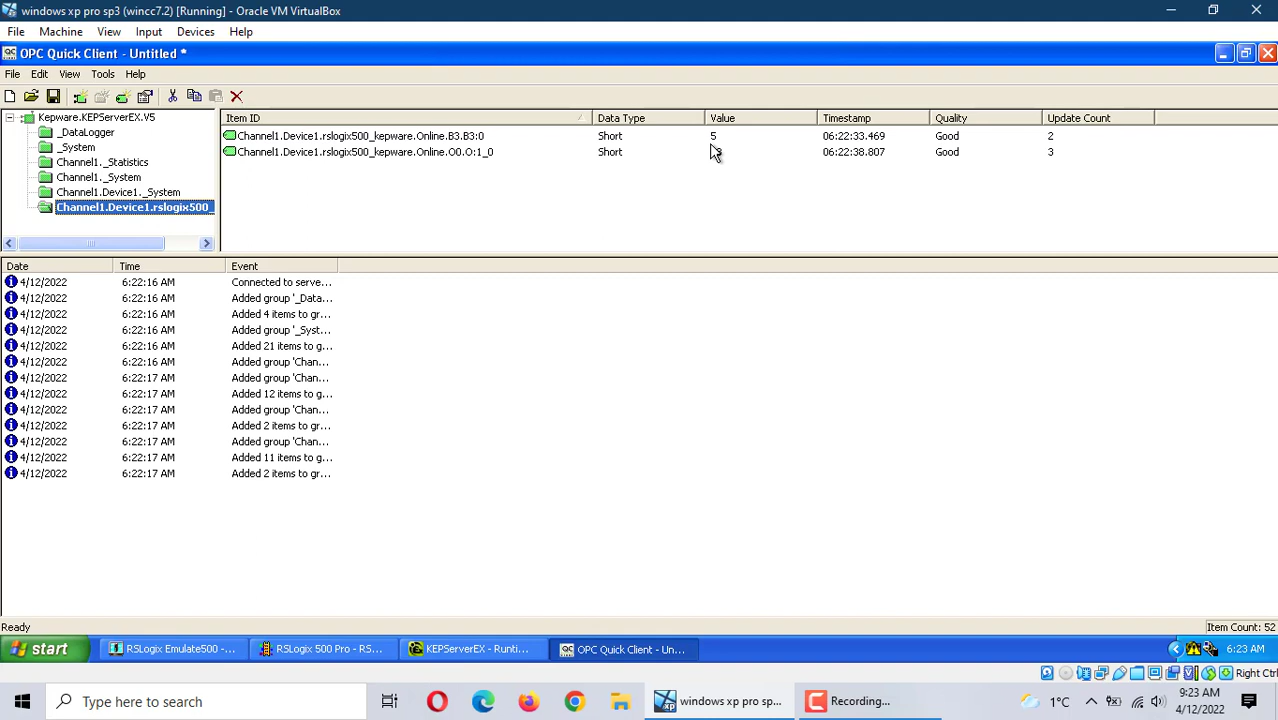 windows xp pro sp3 (wincc7.2) [Running] - Oracle VM VirtualBox
File Machine View Input Devices Help
OPC Quick Client - Untitled *
File Edit View Tools Help
Kepware.KEPServerEX.V5
_DataLogger
_System
Channel1._Statistics
Channel1._System
Channel1.Device1._System
Channel1.Device1.rslogix500
Item ID Data Type Value Timestamp Quality Update Count
Channel1.Device1.rslogix500_kepware.Online.B3.B3:0 Short 5 06:22:33.469 Good 2
Channel1.Device1.rslogix500_kepware.Online.O0.O:1_0 Short 06:22:38.807 Good 3
Date Time Event
4/12/2022 6:22:16 AM Connected to serve...
4/12/2022 6:22:16 AM Added group '_Data...
4/12/2022 6:22:16 AM Added 4 items to gr...
4/12/2022 6:22:16 AM Added group '_Syst...
4/12/2022 6:22:16 AM Added 21 items to g...
4/12/2022 6:22:16 AM Added group 'Chan...
4/12/2022 6:22:17 AM Added group 'Chan...
4/12/2022 6:22:17 AM Added 12 items to g...
4/12/2022 6:22:17 AM Added group 'Chan...
4/12/2022 6:22:17 AM Added 2 items to gr...
4/12/2022 6:22:17 AM Added group 'Chan...
4/12/2022 6:22:17 AM Added 11 items to g...
4/12/2022 6:22:17 AM Added 2 items to gr...
Ready Item Count: 52
start RSLogix Emulate500 -... RSLogix 500 Pro - RS... KEPServerEX - Runti... OPC Quick Client - Un... 6:23 AM
Right Ctrl
Type here to search windows xp pro sp... Recording... 1°C 9:23 AM
4/12/2022